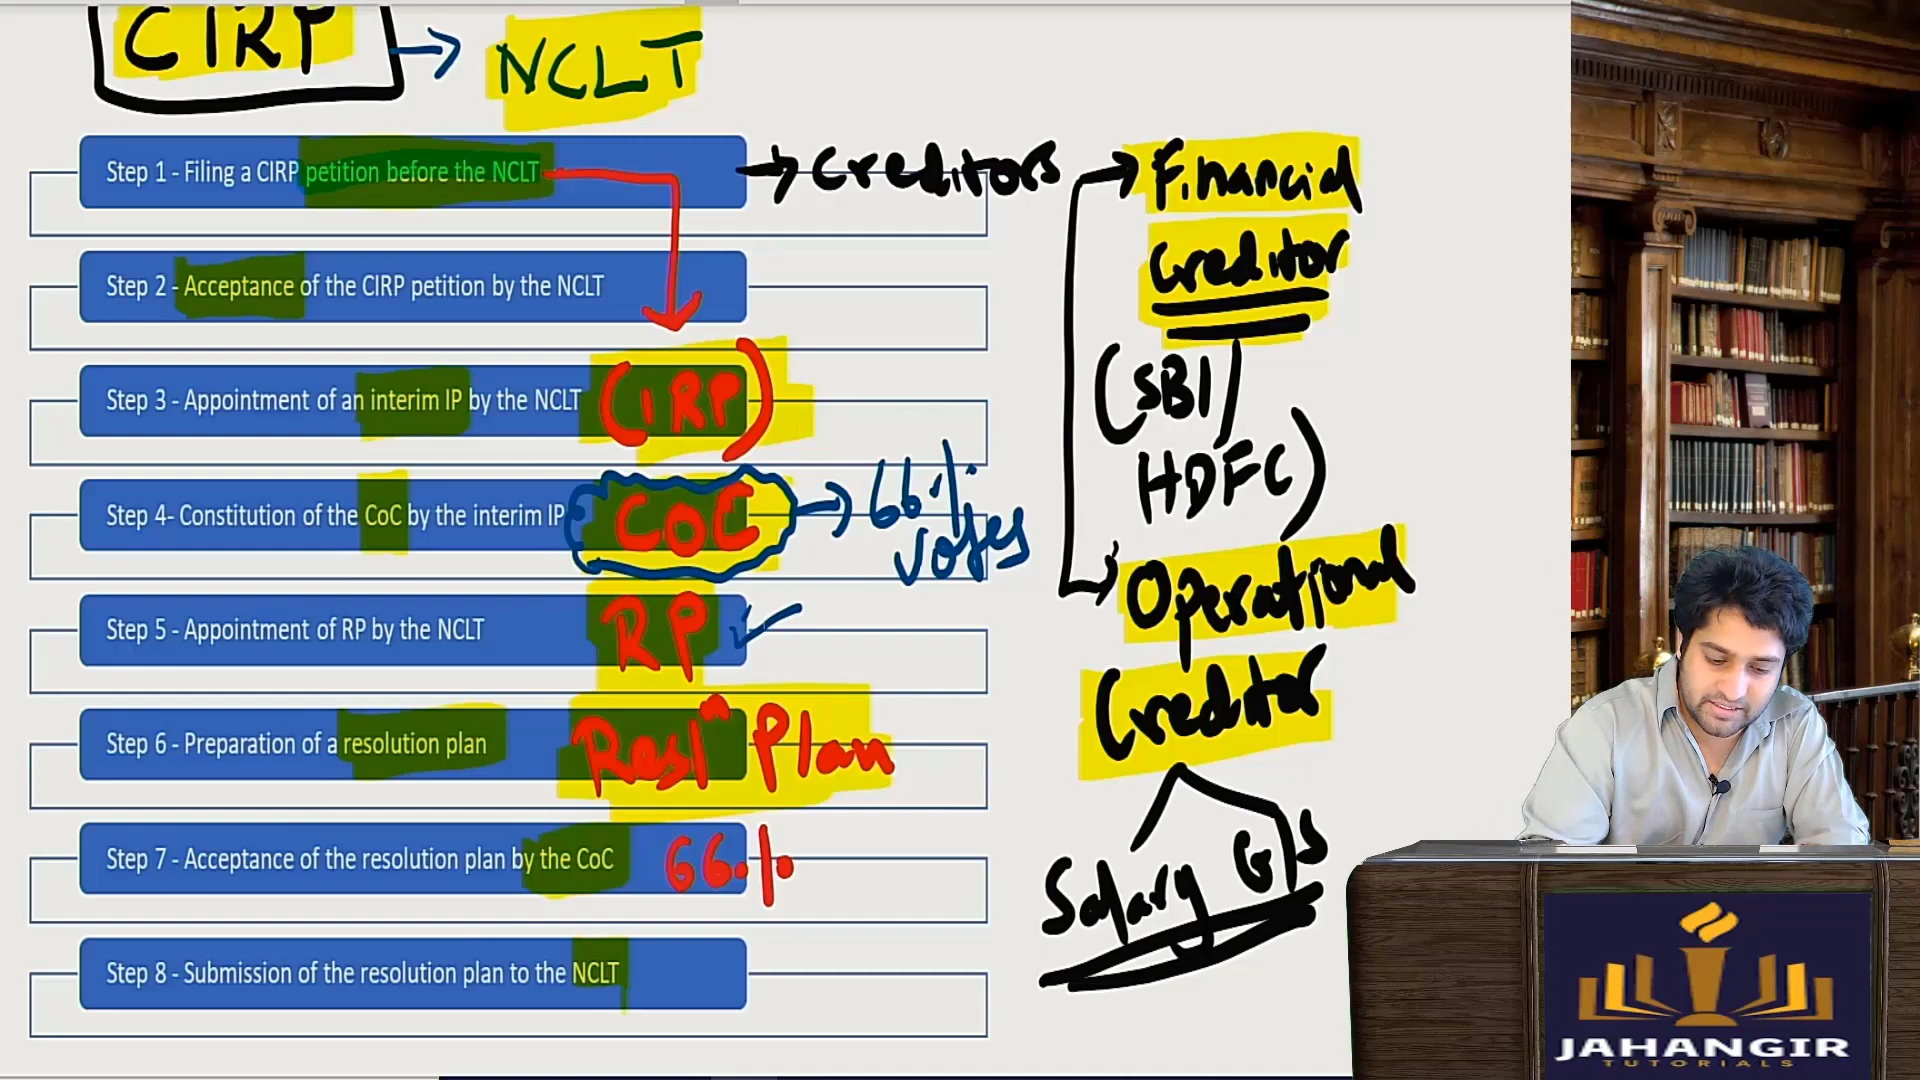 CIRP → NCLT
Step 1 - Filing a CIRP petition before the NCLT → Creditors → Financial
Creditor
Step 2 - Acceptance of the CIRP petition by the NCLT
(SBI/
HDFC)
Step 3 - Appointment of an interim IP by the NCLT (IRP)
Step 4- Constitution of the CoC by the interim IP COC → 66%
votes
Operational
Creditor
Step 5 - Appointment of RP by the NCLT RP ✓
Step 6 - Preparation of a resolution plan Resln Plan
Step 7 - Acceptance of the resolution plan by the CoC 66%
Salary G/S
Step 8 - Submission of the resolution plan to the NCLT
JAHANGIR
TUTORIALS